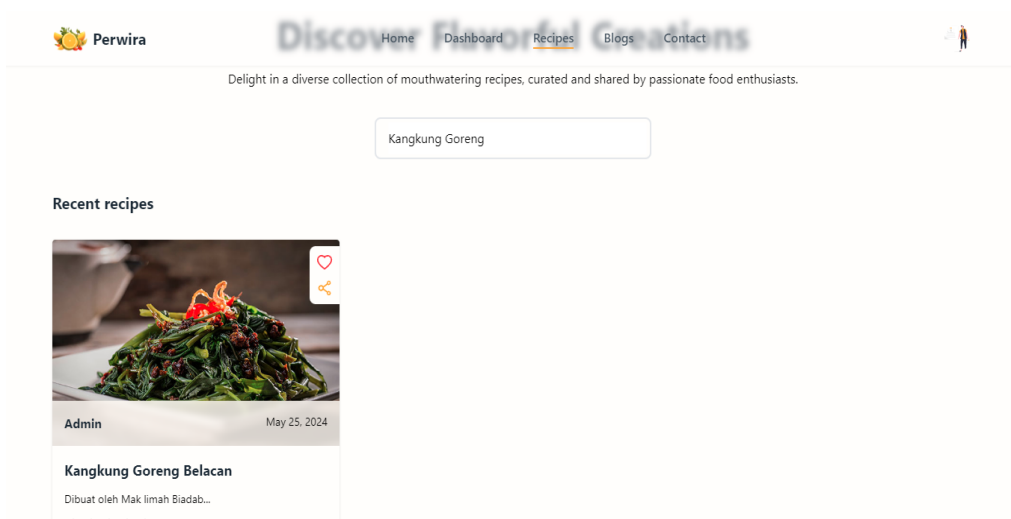 Perwira
Discover Flavorful Creations
Home Dashboard Recipes Blogs Contact
Delight in a diverse collection of mouthwatering recipes, curated and shared by passionate food enthusiasts.
Kangkung Goreng
Recent recipes
Admin May 25, 2024
Kangkung Goreng Belacan
Dibuat oleh Mak limah Biadab...